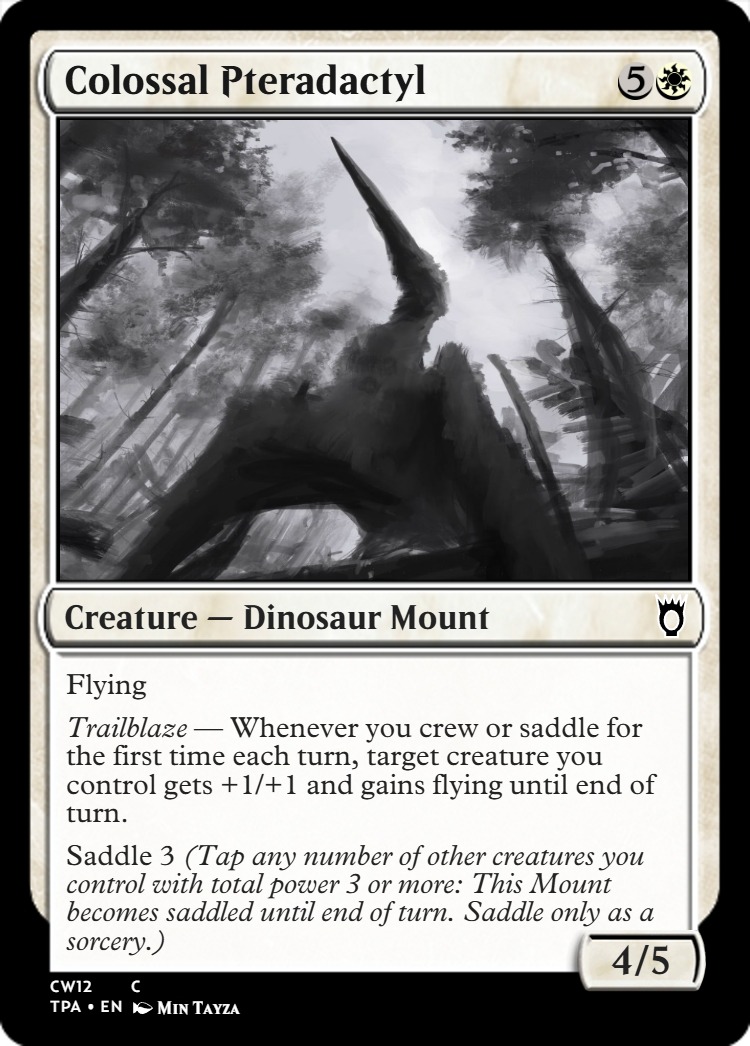 Colossal Pteradactyl 5
Creature — Dinosaur Mount
Flying
Trailblaze — Whenever you crew or saddle for
the first time each turn, target creature you
control gets +1/+1 and gains flying until end of
turn.
Saddle 3 (Tap any number of other creatures you
control with total power 3 or more: This Mount
becomes saddled until end of turn. Saddle only as a
sorcery.)
4/5
CW12 C
TPA • EN Min Tayza